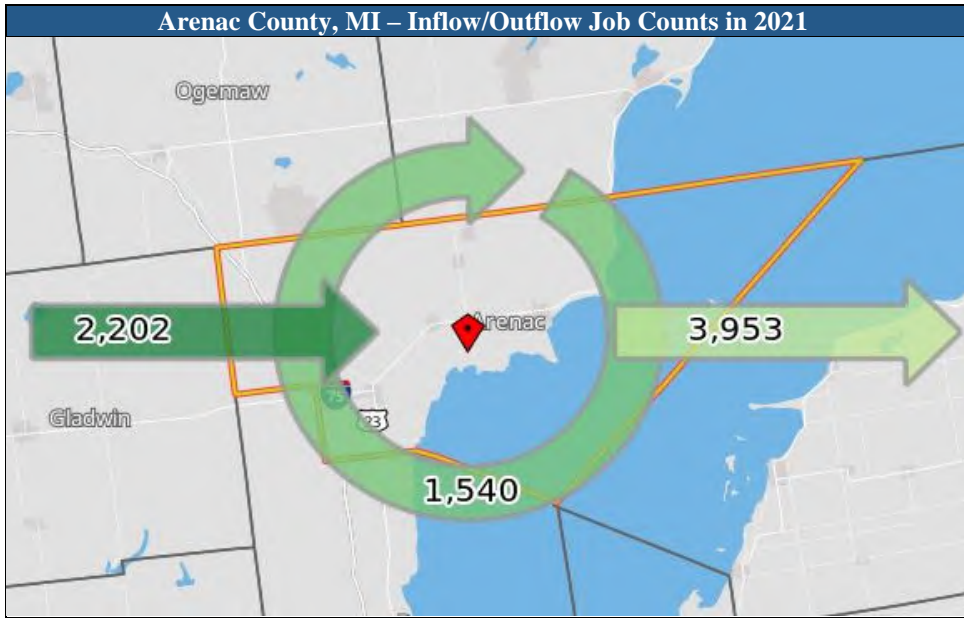 Arenac County, MI – Inflow/Outflow Job Counts in 2021
Ogemaw
2,202
Arenac
3,953
75
Gladwin
23
1,540